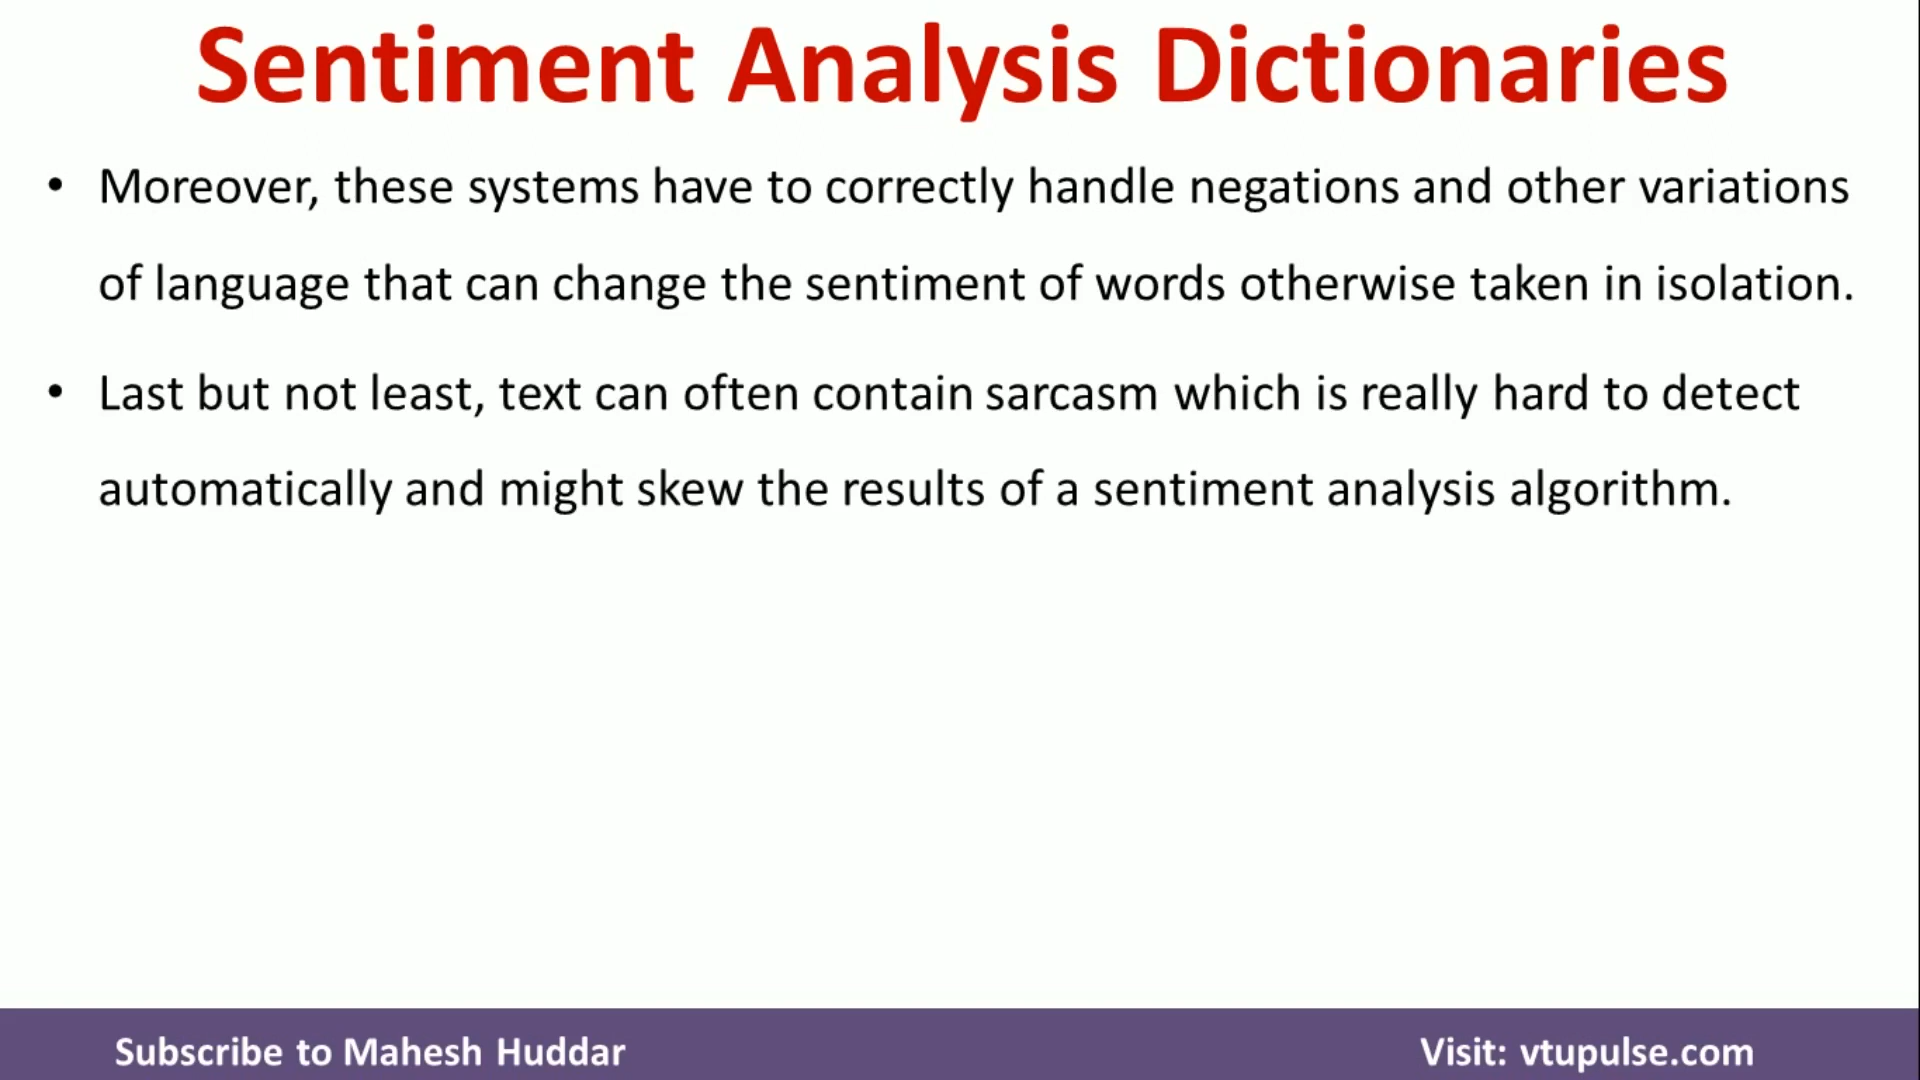 Sentiment Analysis Dictionaries
• Moreover, these systems have to correctly handle negations and other variations
of language that can change the sentiment of words otherwise taken in isolation.
• Last but not least, text can often contain sarcasm which is really hard to detect
automatically and might skew the results of a sentiment analysis algorithm.
Subscribe to Mahesh Huddar
Visit: vtupulse.com